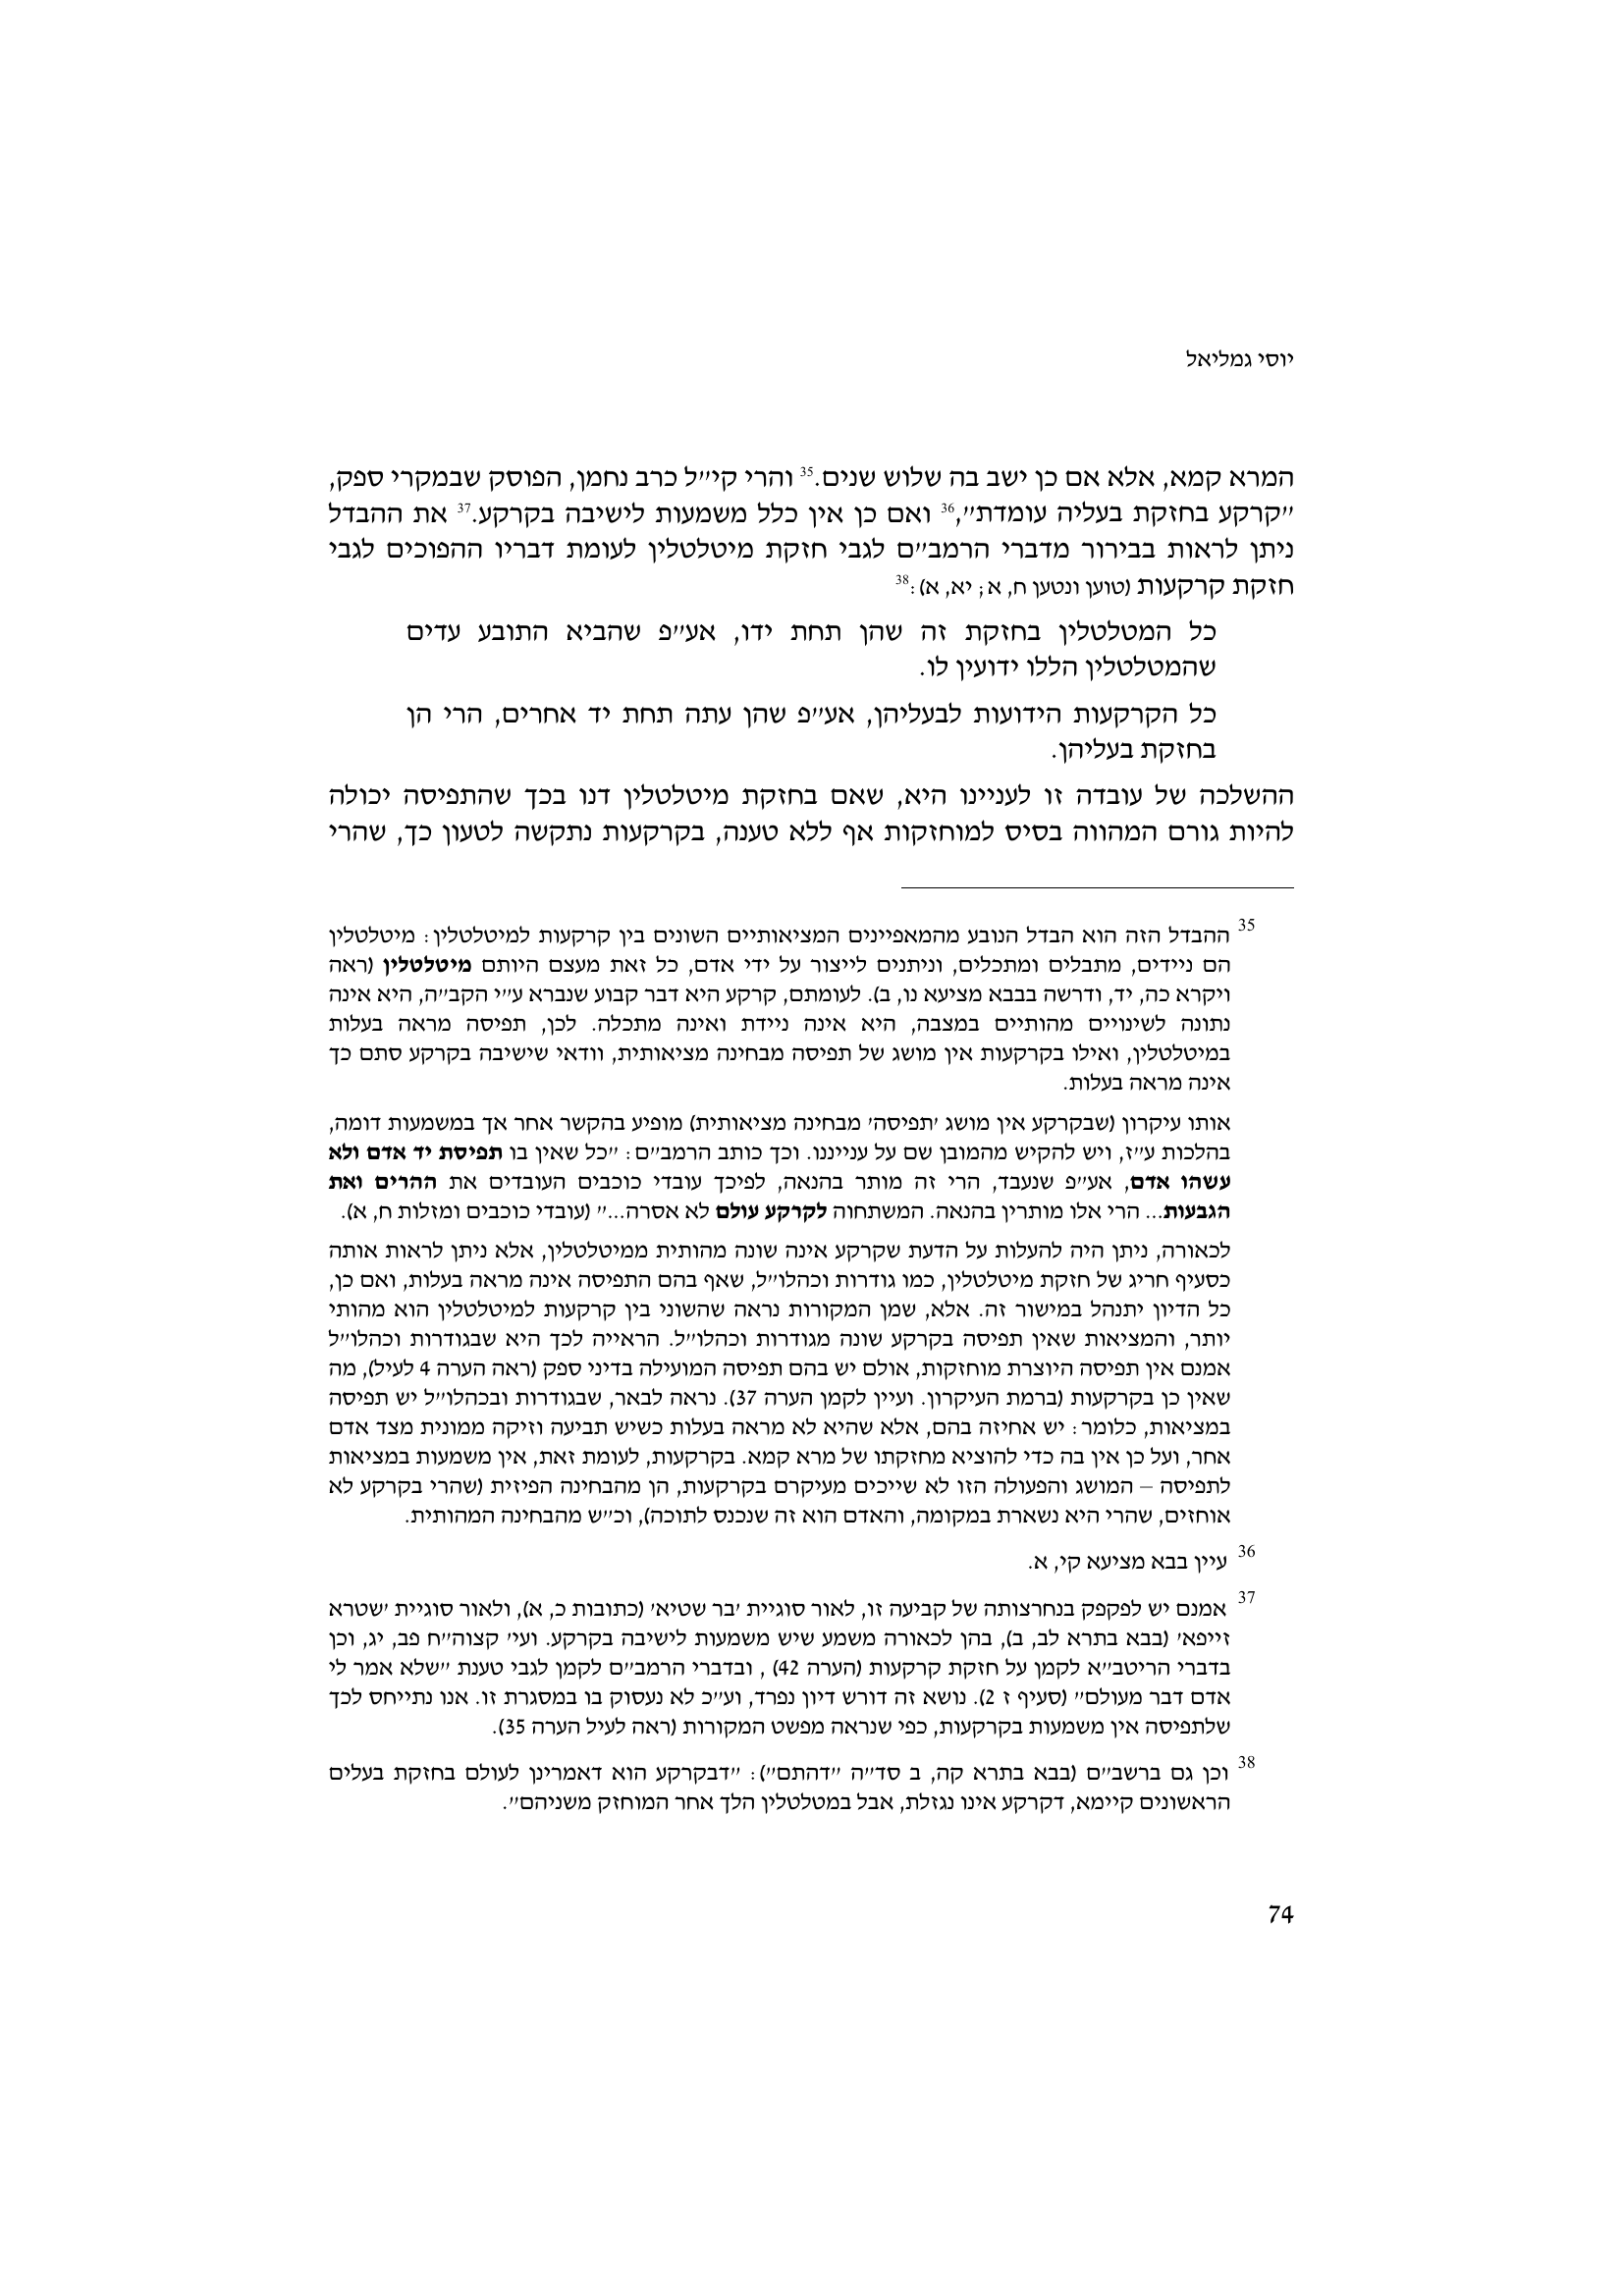 יוסי גמליאל
המרא קמא, אלא אם כן ישב בה שלוש שנים.35 והרי קי״ל כרב נחמן, הפוסק שבמקרי ספק,
״קרקע בחזקת בעליה עומדת״,36 ואם כן אין כלל משמעות לישיבה בקרקע.37 את ההבדל
ניתן לראות בבירור מדברי הרמב״ם לגבי חזקת מיטלטלין לעומת דבריו ההפוכים לגבי
חזקת קרקעות (טוען ונטען ח, א; יא, א):38
כל המטלטלין בחזקת זה שהן תחת ידו, אע״פ שהביא התובע עדים
שהמטלטלין הללו ידועין לו.
כל הקרקעות הידועות לבעליהן, אע״פ שהן עתה תחת יד אחרים, הרי הן
בחזקת בעליהן.
ההשלכה של עובדה זו לעניינו היא, שאם בחזקת מיטלטלין דנו בכך שהתפיסה יכולה
להיות גורם המהווה בסיס למוחזקות אף ללא טענה, בקרקעות נתקשה לטעון כך, שהרי
35 ההבדל הזה הוא הבדל הנובע מהמאפיינים המציאותיים השונים בין קרקעות למיטלטלין: מיטלטלין
הם ניידים, מתבלים ומתכלים, וניתנים לייצור על ידי אדם, כל זאת מעצם היותם מיטלטלין (ראה
ויקרא כה, יד, ודרשה בבבא מציעא נו, ב). לעומתם, קרקע היא דבר קבוע שנברא ע״י הקב״ה, היא אינה
נתונה לשינויים מהותיים במצבה, היא אינה ניידת ואינה מתכלה. לכן, תפיסה מראה בעלות
במיטלטלין, ואילו בקרקעות אין מושג של תפיסה מבחינה מציאותית, וודאי שישיבה בקרקע סתם כך
אינה מראה בעלות.
אותו עיקרון (שבקרקע אין מושג ׳תפיסה׳ מבחינה מציאותית) מופיע בהקשר אחר אך במשמעות דומה,
בהלכות ע״ז, ויש להקיש מהמובן שם על ענייננו. וכך כותב הרמב״ם: ״כל שאין בו תפיסת יד אדם ולא
עשהו אדם, אע״פ שנעבד, הרי זה מותר בהנאה, לפיכך עובדי כוכבים העובדים את ההרים ואת
הגבעות... הרי אלו מותרין בהנאה. המשתחוה לקרקע עולם לא אסרה...״ (עובדי כוכבים ומזלות ח, א).
לכאורה, ניתן היה להעלות על הדעת שקרקע אינה שונה מהותית ממיטלטלין, אלא ניתן לראות אותה
כסעיף חריג של חזקת מיטלטלין, כמו גודרות וכהלו״ל, שאף בהם התפיסה אינה מראה בעלות, ואם כן,
כל הדיון יתנהל במישור זה. אלא, שמן המקורות נראה שהשוני בין קרקעות למיטלטלין הוא מהותי
יותר, והמציאות שאין תפיסה בקרקע שונה מגודרות וכהלו״ל. הראייה לכך היא שבגודרות וכהלו״ל
אמנם אין תפיסה היוצרת מוחזקות, אולם יש בהם תפיסה המועילה בדיני ספק (ראה הערה 4 לעיל), מה
שאין כן בקרקעות (ברמת העיקרון. ועיין לקמן הערה 37). נראה לבאר, שבגודרות ובכהלו״ל יש תפיסה
במציאות, כלומר: יש אחיזה בהם, אלא שהיא לא מראה בעלות כשיש תביעה וזיקה ממונית מצד אדם
אחר, ועל כן אין בה כדי להוציא מחזקתו של מרא קמא. בקרקעות, לעומת זאת, אין משמעות במציאות
לתפיסה – המושג והפעולה הזו לא שייכים מעיקרם בקרקעות, הן מהבחינה הפיזית (שהרי בקרקע לא
אוחזים, שהרי היא נשארת במקומה, והאדם הוא זה שנכנס לתוכה), וכ״ש מהבחינה המהותית.
36 עיין בבא מציעא קי, א.
37 אמנם יש לפקפק בנחרצותה של קביעה זו, לאור סוגיית ׳בר שטיא׳ (כתובות כ, א), ולאור סוגיית ׳שטרא
זייפא׳ (בבא בתרא לב, ב), בהן לכאורה משמע שיש משמעות לישיבה בקרקע. ועי׳ קצוה״ח פב, יג, וכן
בדברי הריטב״א לקמן על חזקת קרקעות (הערה 42) , ובדברי הרמב״ם לקמן לגבי טענת ״שלא אמר לי
אדם דבר מעולם״ (סעיף ז 2). נושא זה דורש דיון נפרד, וע״כ לא נעסוק בו במסגרת זו. אנו נתייחס לכך
שלתפיסה אין משמעות בקרקעות, כפי שנראה מפשט המקורות (ראה לעיל הערה 35).
38 וכן גם ברשב״ם (בבא בתרא קה, ב סד״ה ״דהתם״): ״דבקרקע הוא דאמרינן לעולם בחזקת בעלים
הראשונים קיימא, דקרקע אינו נגזלת, אבל במטלטלין הלך אחר המוחזק משניהם״.
74